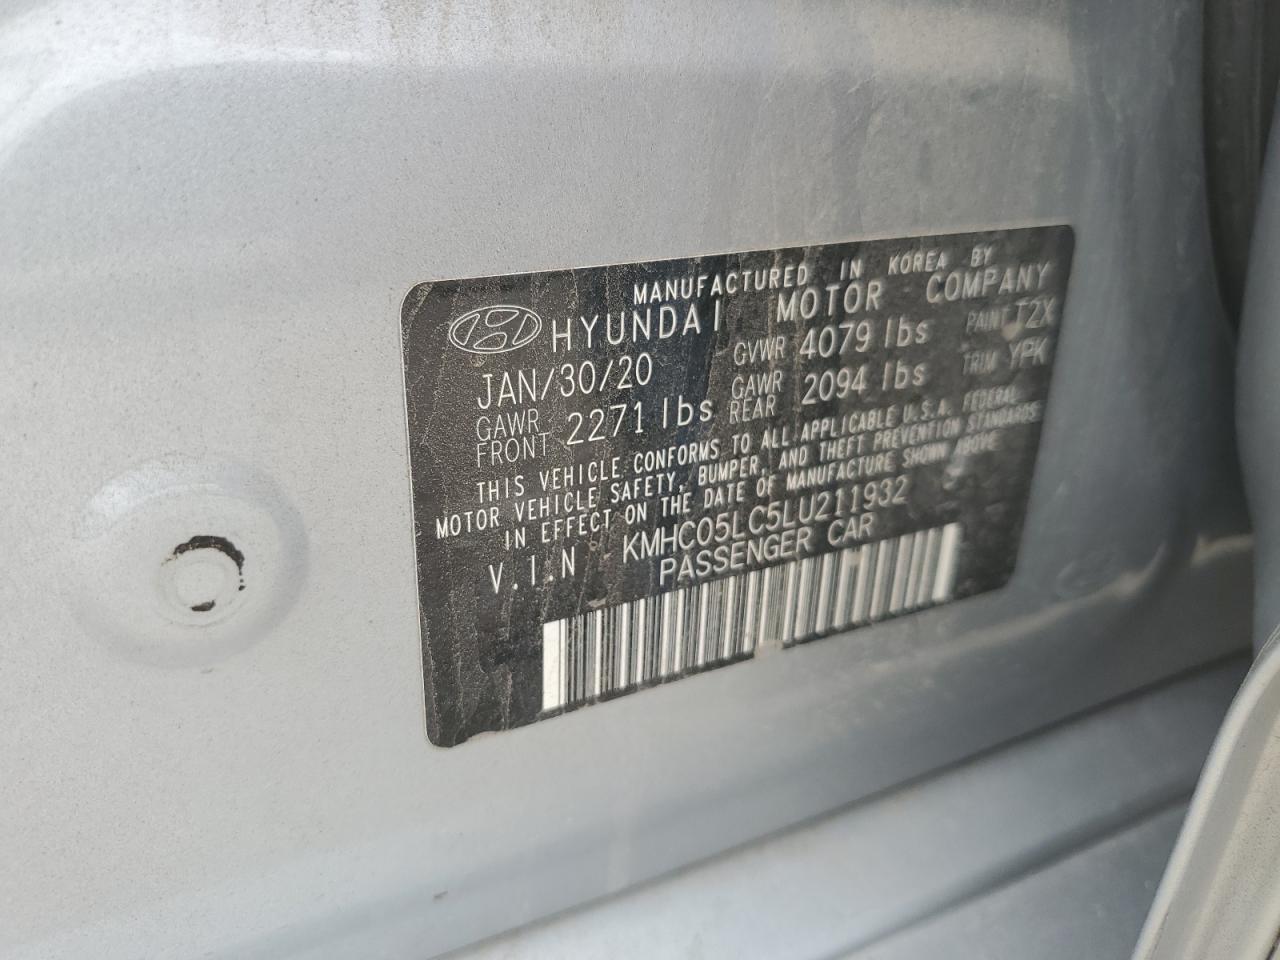 MANUFACTURED IN KOREA BY
HYUNDAI MOTOR COMPANY
JAN/30/20 GVWR 4079 lbs PAINT T2X
GAWR FRONT 2271 lbs GAWR REAR 2094 lbs TRIM YPK
THIS VEHICLE CONFORMS TO ALL APPLICABLE U.S.A. FEDERAL
MOTOR VEHICLE SAFETY, BUMPER, AND THEFT PREVENTION STANDARDS
IN EFFECT ON THE DATE OF MANUFACTURE SHOWN ABOVE
V.I.N KMHC05LC5LU211932
PASSENGER CAR